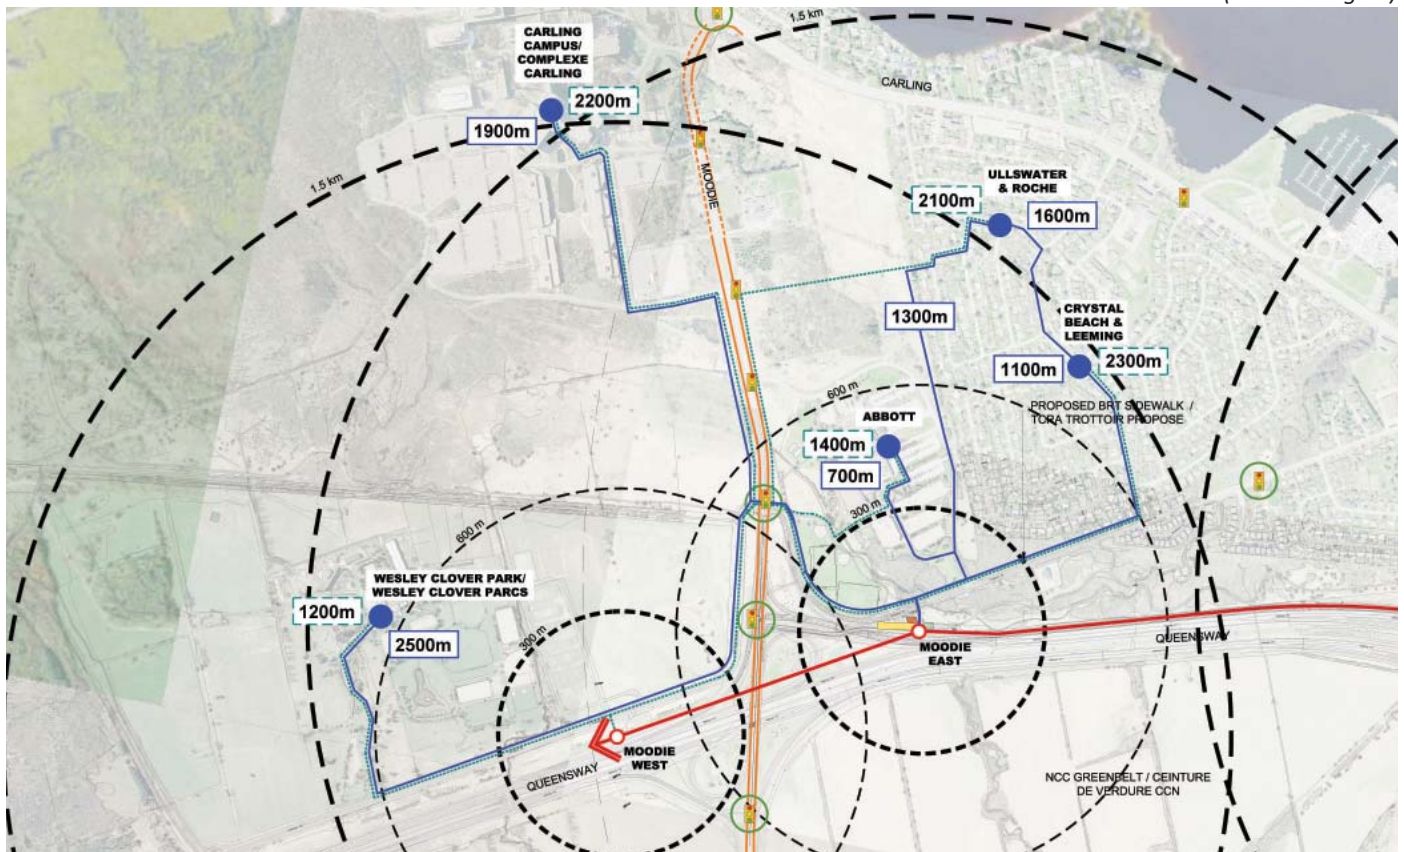 1.5 km
CARLING
CAMPUS/
COMPLEXE
CARLING
2200m
1900m
CARLING
MOODIE
1.5 km
ULLSWATER
& ROCHE
2100m
1600m
1300m
CRYSTAL
BEACH &
LEEMING
1100m
2300m
600 m
PROPOSED BRT SIDEWALK /
TCRA TROTTOIR PROPOSE
ABBOTT
1400m
700m
300 m
600 m
WESLEY CLOVER PARK/
WESLEY CLOVER PARCS
1200m
2500m
300 m
QUEENSWAY
MOODIE
EAST
MOODIE
WEST
QUEENSWAY
NCC GREENBELT / CEINTURE
DE VERDURE CCN